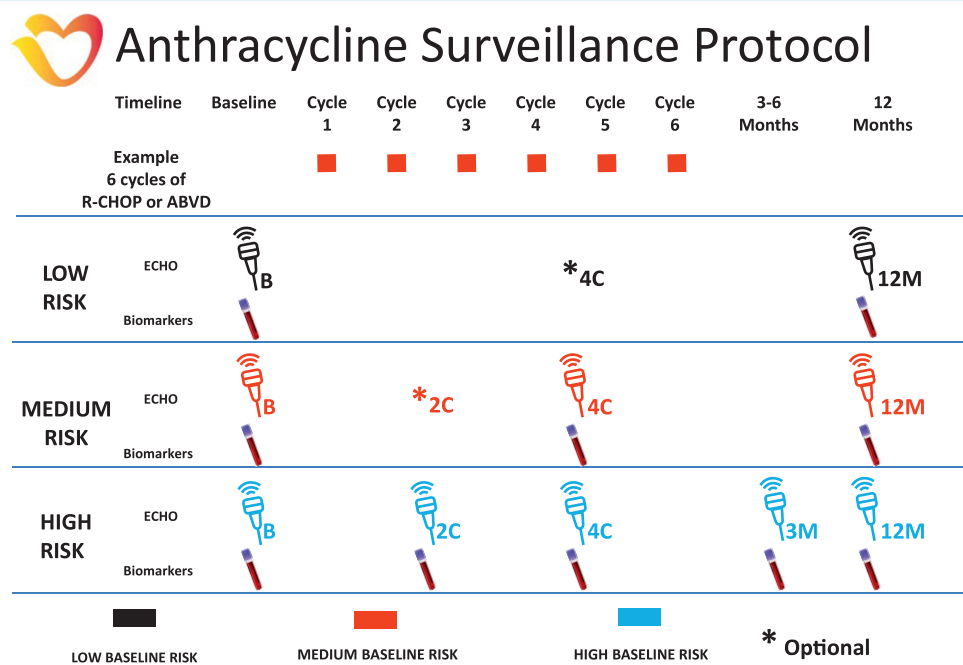 Anthracycline Surveillance Protocol
Timeline Baseline Cycle 1 Cycle 2 Cycle 3 Cycle 4 Cycle 5 Cycle 6 3-6 Months 12 Months
Example
6 cycles of
R-CHOP or ABVD
LOW
RISK
ECHO
B *4C 12M
Biomarkers
MEDIUM
RISK
ECHO
B *2C 4C 12M
Biomarkers
HIGH
RISK
ECHO
B 2C 4C 3M 12M
Biomarkers
LOW BASELINE RISK
MEDIUM BASELINE RISK
HIGH BASELINE RISK
* Optional